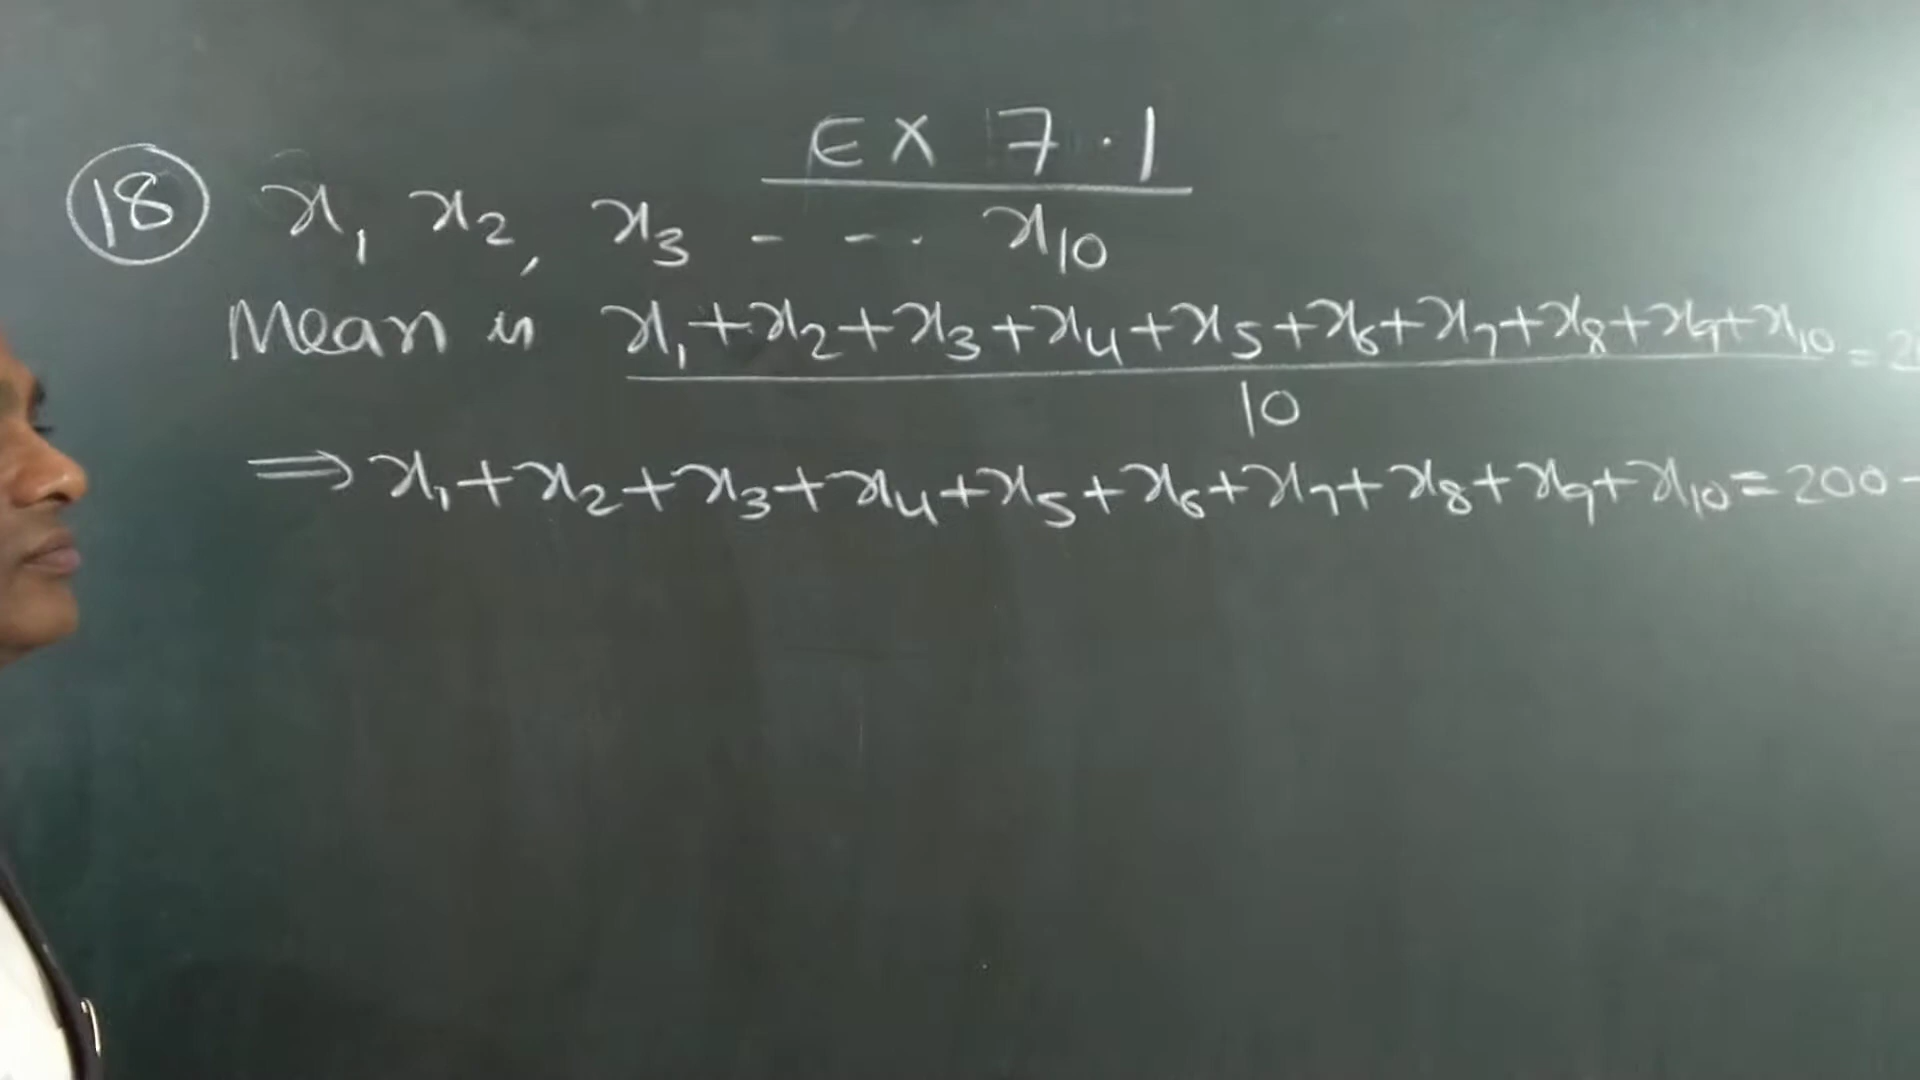 EX 7.1
18 x₁ x₂, x₃ - - . x₁₀
Mean is x₁+x₂+x₃+x₄+x₅+x₆+x₇+x₈+x₉+x₁₀ =
10
⇒ x₁+x₂+x₃+x₄+x₅+x₆+x₇+x₈+x₉+x₁₀=200-